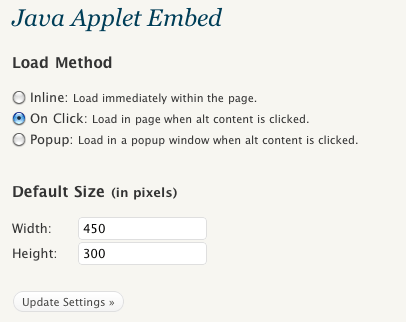 Java Applet Embed
Load Method
Inline: Load immediately within the page.
On Click: Load in page when alt content is clicked.
Popup: Load in a popup window when alt content is clicked.
Default Size (in pixels)
Width: 450
Height: 300
Update Settings »